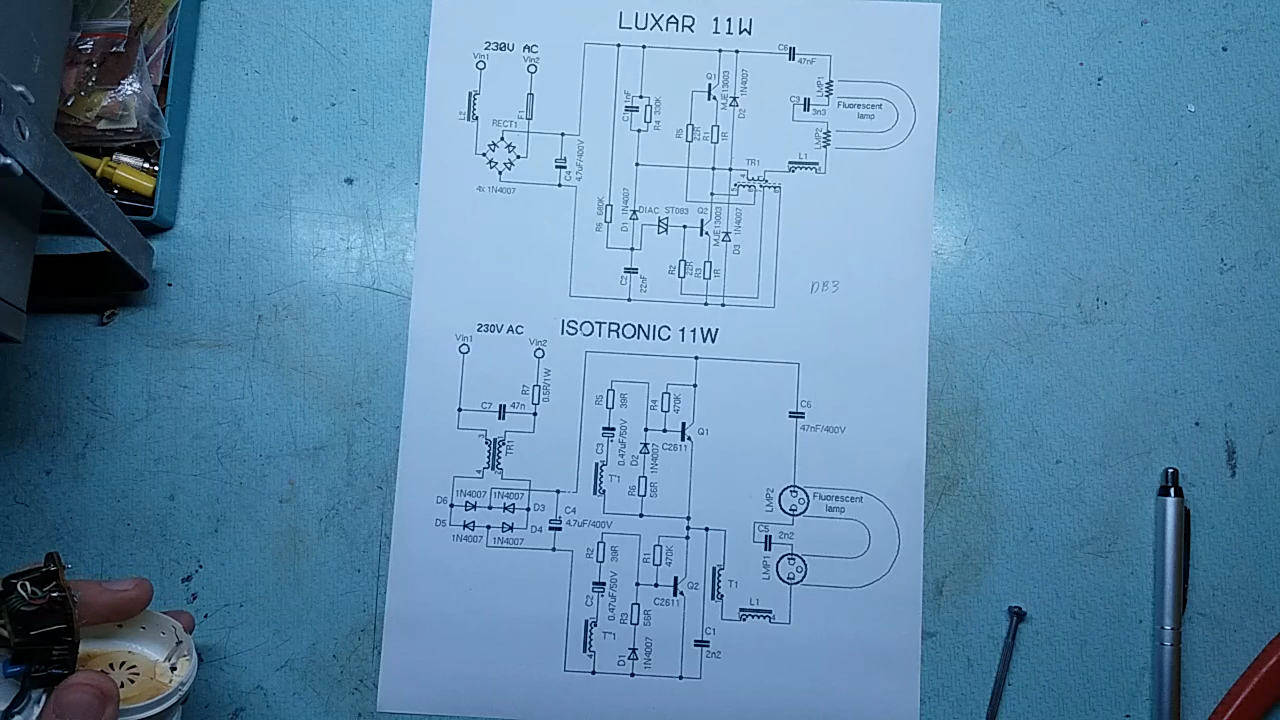 LUXAR 11W
230V AC
Vin1
Vin2
L2
F1
RECT1
4x 1N4007
C4
4.7uF/400V
C1
1nF
R4
330K
R6
680K
D1
1N4007
DIAC ST083
C2
22nF
Q1
MJE13003
1N4007
D2
R5
22R
R1
1R
Q2
MJE13003
1N4007
D3
R2
22R
R3
1R
TR1
L1
C6
47nF
C3
3n3
LMP1
LMP2
Fluorescent
lamp
DB3
ISOTRONIC 11W
230V AC
Vin1
Vin2
R7
0.5R/1W
C7
47n
TR1
D6
1N4007
1N4007
D3
D5
1N4007
1N4007
D4
C4
4.7uF/400V
R5
39R
C3
0.47uF/50V
R4
470K
D2
1N4007
R6
56R
Q1
C2611
R2
39R
C2
0.47uF/50V
R1
470K
R3
56R
D1
1N4007
Q2
C2611
C1
2n2
T1
L1
C6
47nF/400V
LMP2
C5
2n2
LMP1
Fluorescent
lamp